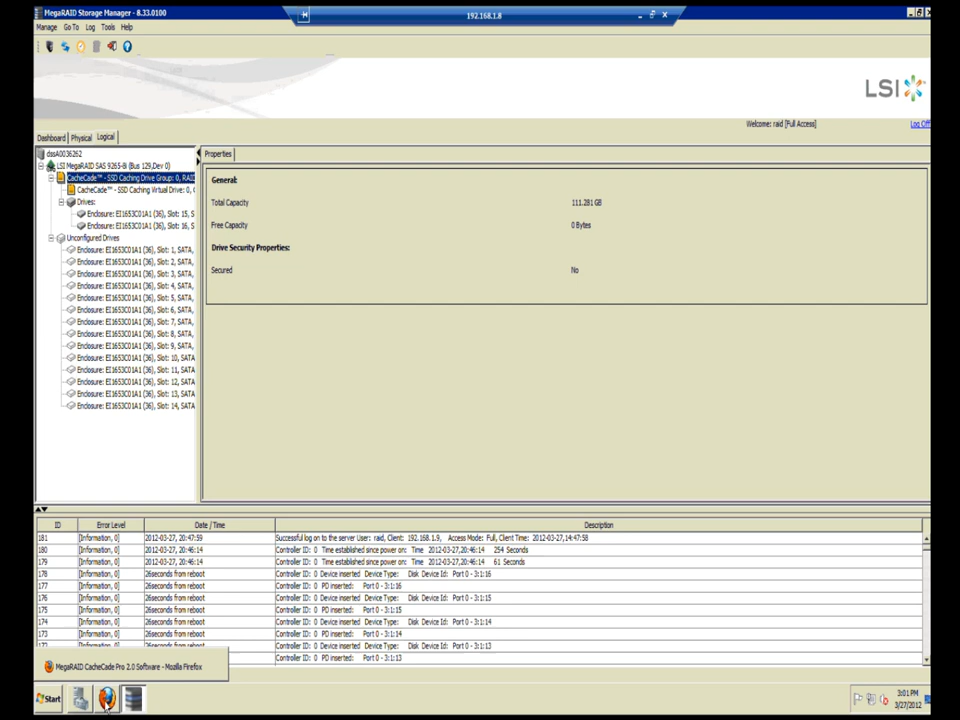 MegaRAID Storage Manager - 8.33.0100
192.168.1.8
Manage Go To Log Tools Help
LSI
Welcome: raid [Full Access]
Log Off
Dashboard Physical Logical
dssA0036262
LSI MegaRAID SAS 9265-8i (Bus 129,Dev 0)
CacheCade™ - SSD Caching Drive Group: 0, RAID
CacheCade™ - SSD Caching Virtual Drive: 0,
Drives:
Enclosure: EI1653C01A1 (36), Slot: 15, S
Enclosure: EI1653C01A1 (36), Slot: 16, S
Unconfigured Drives
Enclosure: EI1653C01A1 (36), Slot: 1, SATA,
Enclosure: EI1653C01A1 (36), Slot: 2, SATA,
Enclosure: EI1653C01A1 (36), Slot: 3, SATA,
Enclosure: EI1653C01A1 (36), Slot: 4, SATA,
Enclosure: EI1653C01A1 (36), Slot: 5, SATA,
Enclosure: EI1653C01A1 (36), Slot: 6, SATA,
Enclosure: EI1653C01A1 (36), Slot: 7, SATA,
Enclosure: EI1653C01A1 (36), Slot: 8, SATA,
Enclosure: EI1653C01A1 (36), Slot: 9, SATA,
Enclosure: EI1653C01A1 (36), Slot: 10, SATA
Enclosure: EI1653C01A1 (36), Slot: 11, SATA
Enclosure: EI1653C01A1 (36), Slot: 12, SATA
Enclosure: EI1653C01A1 (36), Slot: 13, SATA
Enclosure: EI1653C01A1 (36), Slot: 14, SATA
Properties
General:
Total Capacity 111.281 GB
Free Capacity 0 Bytes
Drive Security Properties:
Secured No
ID Error Level Date / Time Description
181 [Information, 0] 2012-03-27, 20:47:59 Successful log on to the server User: raid, Client: 192.168.1.9, Access Mode: Full, Client Time: 2012-03-27,14:47:58
180 [Information, 0] 2012-03-27, 20:46:14 Controller ID: 0 Time established since power on: Time 2012-03-27,20:46:14 254 Seconds
179 [Information, 0] 2012-03-27, 20:46:14 Controller ID: 0 Time established since power on: Time 2012-03-27,20:46:14 61 Seconds
178 [Information, 0] 26seconds from reboot Controller ID: 0 Device inserted Device Type: Disk Device Id: Port 0 - 3:1:16
177 [Information, 0] 26seconds from reboot Controller ID: 0 PD inserted: Port 0 - 3:1:16
176 [Information, 0] 26seconds from reboot Controller ID: 0 Device inserted Device Type: Disk Device Id: Port 0 - 3:1:15
175 [Information, 0] 26seconds from reboot Controller ID: 0 PD inserted: Port 0 - 3:1:15
174 [Information, 0] 26seconds from reboot Controller ID: 0 Device inserted Device Type: Disk Device Id: Port 0 - 3:1:14
173 [Information, 0] 26seconds from reboot Controller ID: 0 PD inserted: Port 0 - 3:1:14
172 [Information, 0] 26seconds from reboot Controller ID: 0 Device inserted Device Type: Disk Device Id: Port 0 - 3:1:13
Controller ID: 0 PD inserted: Port 0 - 3:1:13
MegaRAID CacheCade Pro 2.0 Software - Mozilla Firefox
Start
3:01 PM
3/27/2012